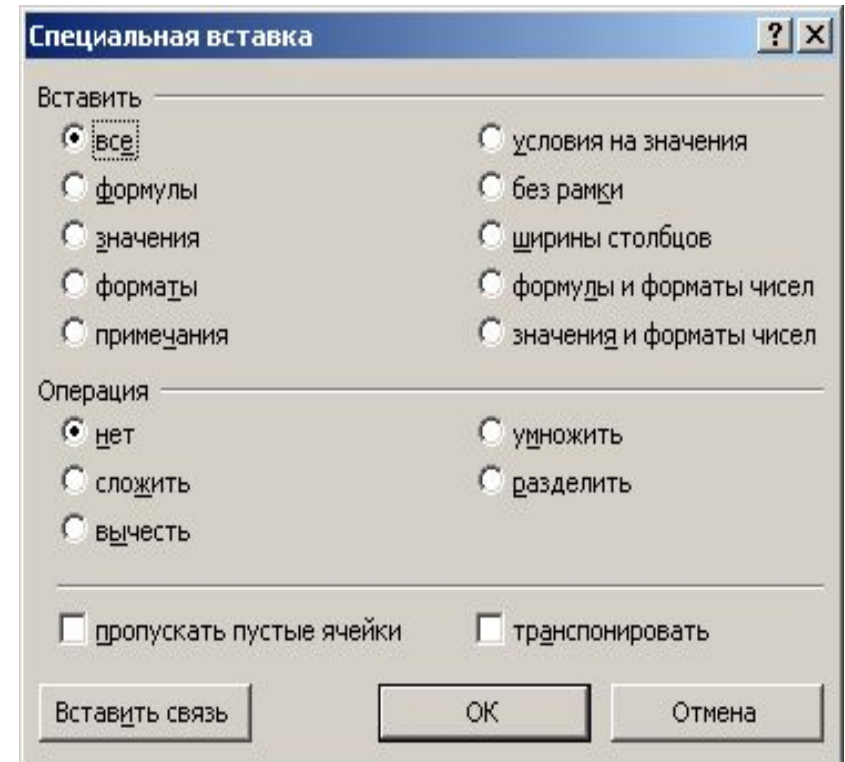 Специальная вставка
Вставить
все
условия на значения
формулы
без рамки
значения
ширины столбцов
форматы
формулы и форматы чисел
примечания
значения и форматы чисел
Операция
нет
умножить
сложить
разделить
вычесть
пропускать пустые ячейки
транспонировать
Вставить связь
ОК
Отмена